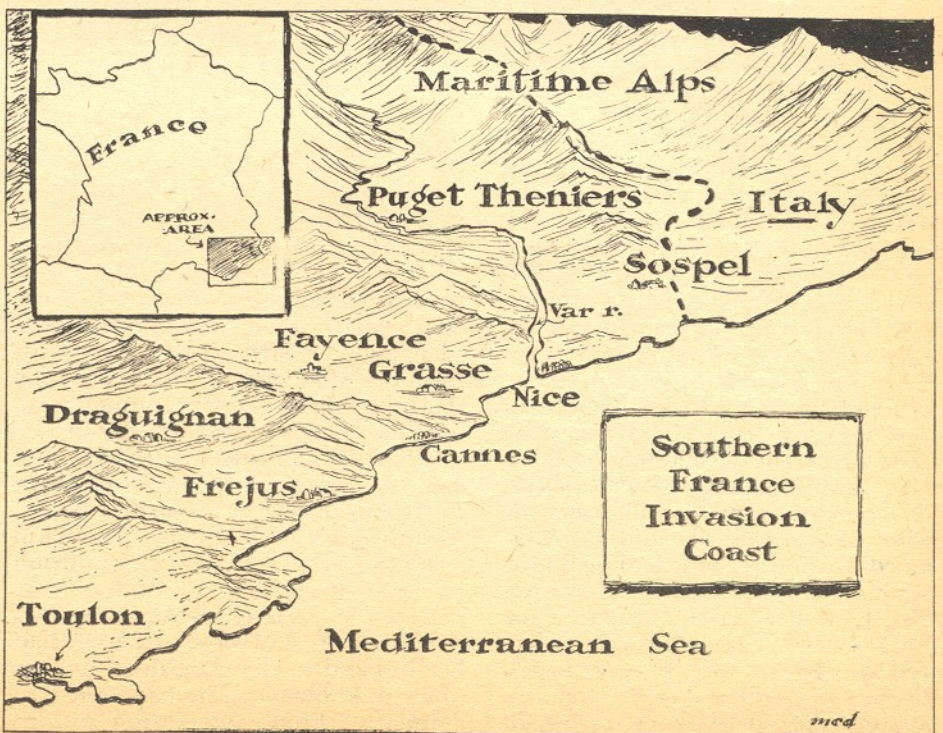 France
APPROX.
AREA
Maritime Alps
Puget Theniers
Italy
Sospel
Var r.
Fayence
Grasse
Nice
Draguignan
Cannes
Frejus
Southern
France
Invasion
Coast
Toulon
Mediterranean Sea